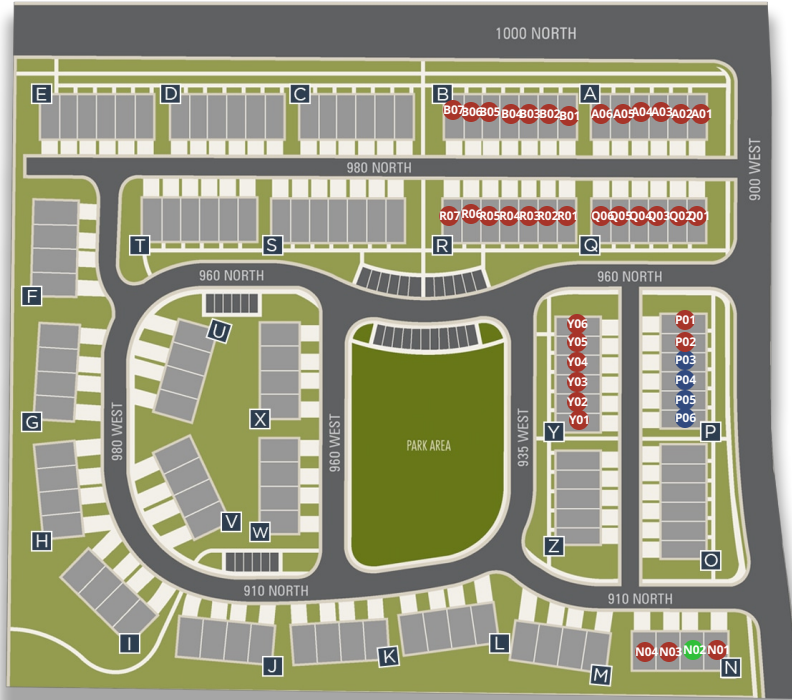 1000 NORTH
E
D
C
B
A
B07 B06 B05 B04 B03 B02 B01
A06 A05 A04 A03 A02 A01
980 NORTH
900 WEST
R07 R06 R05 R04 R03 R02 R01
Q06 Q05 Q04 Q03 Q02 Q01
T
S
R
Q
960 NORTH
960 NORTH
F
U
Y06
Y05
Y04
Y03
Y02
Y01
P01
P02
P03
P04
P05
P06
G
X
Y
P
980 WEST
960 WEST
PARK AREA
935 WEST
H
V
W
Z
O
910 NORTH
910 NORTH
I
J
K
L
M
N04 N03 N02 N01
N